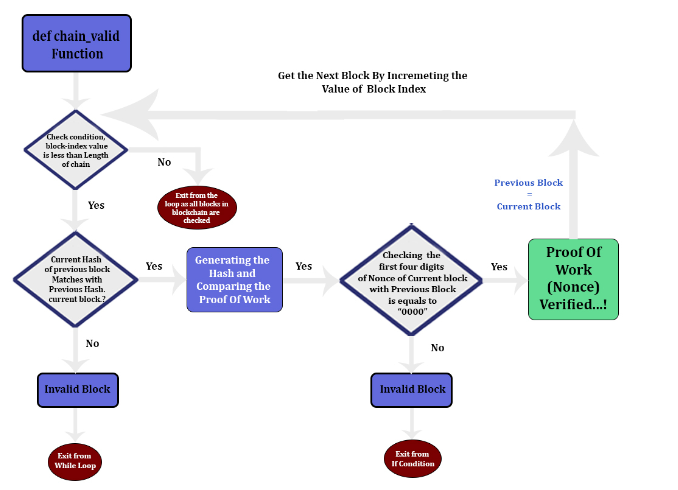 def chain_valid
Function
Get the Next Block By Incremeting the
Value of Block Index
Check condition,
block-index value
is less than Length
of chain
No
Exit from the
loop as all blocks in
blockchain are
checked
Yes
Previous Block
=
Current Block
Current Hash
of previous block
Matches with
Previous Hash.
current block.?
Yes
Generating the
Hash and
Comparing the
Proof Of Work
Yes
Checking the
first four digits
of Nonce of Current block
with Previous Block
is equals to
“0000”
Yes
Proof Of
Work
(Nonce)
Verified...!
No
No
Invalid Block
Invalid Block
Exit from
While Loop
Exit from
If Condition